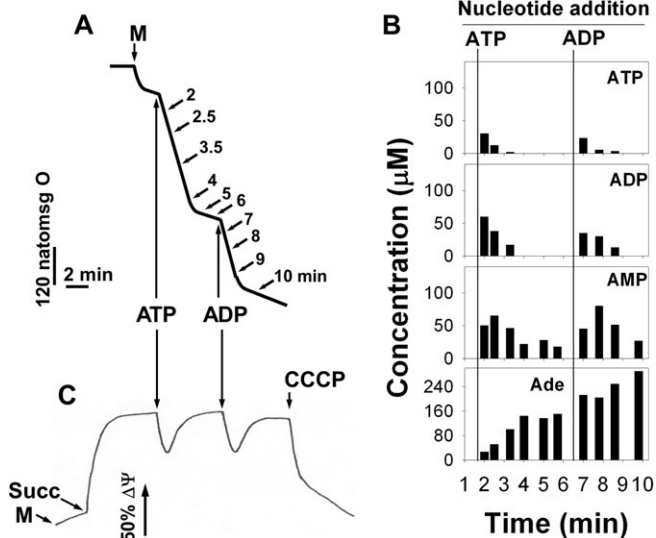 A
M
2
2.5
3.5
4
5
6
7
8
9
10 min
120 natomsg O
2 min
ATP ADP
C
CCCP
Succ
M
50% ΔΨ
B
Nucleotide addition
ATP ADP
Concentration (μM)
ATP
100
50
0
ADP
100
50
0
AMP
100
50
0
Ade
240
160
80
0
1 2 3 4 5 6 7 8 9 10
Time (min)